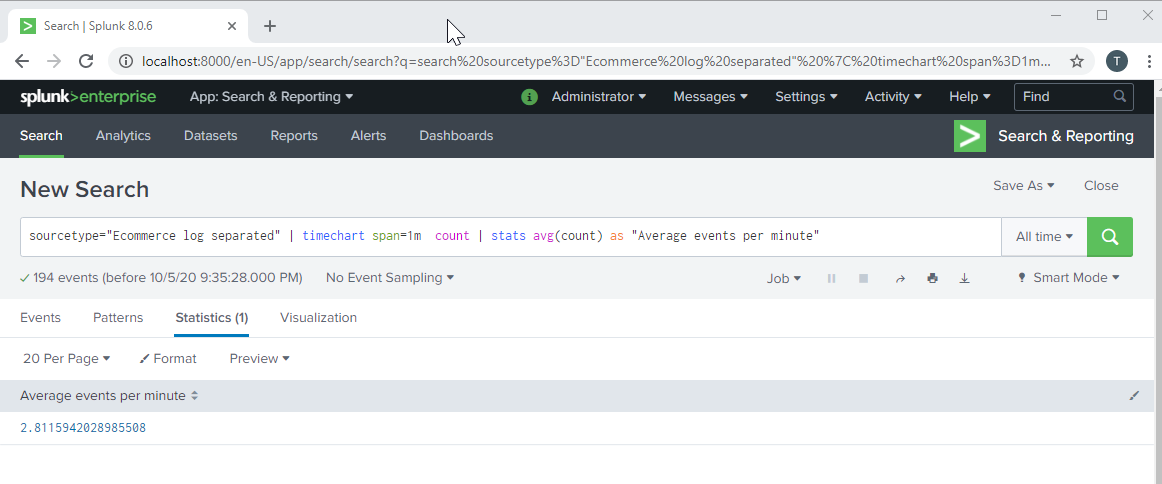 Search | Splunk 8.0.6
localhost:8000/en-US/app/search/search?q=search%20sourcetype%3D"Ecommerce%20log%20separated"%20%7C%20timechart%20span%3D1m...
T
splunk>enterprise App: Search & Reporting Administrator Messages Settings Activity Help Find
Search Analytics Datasets Reports Alerts Dashboards Search & Reporting
New Search Save As Close
sourcetype="Ecommerce log separated" | timechart span=1m  count | stats avg(count) as "Average events per minute" All time
194 events (before 10/5/20 9:35:28.000 PM) No Event Sampling Job Smart Mode
Events Patterns Statistics (1) Visualization
20 Per Page Format Preview
Average events per minute
2.8115942028985508